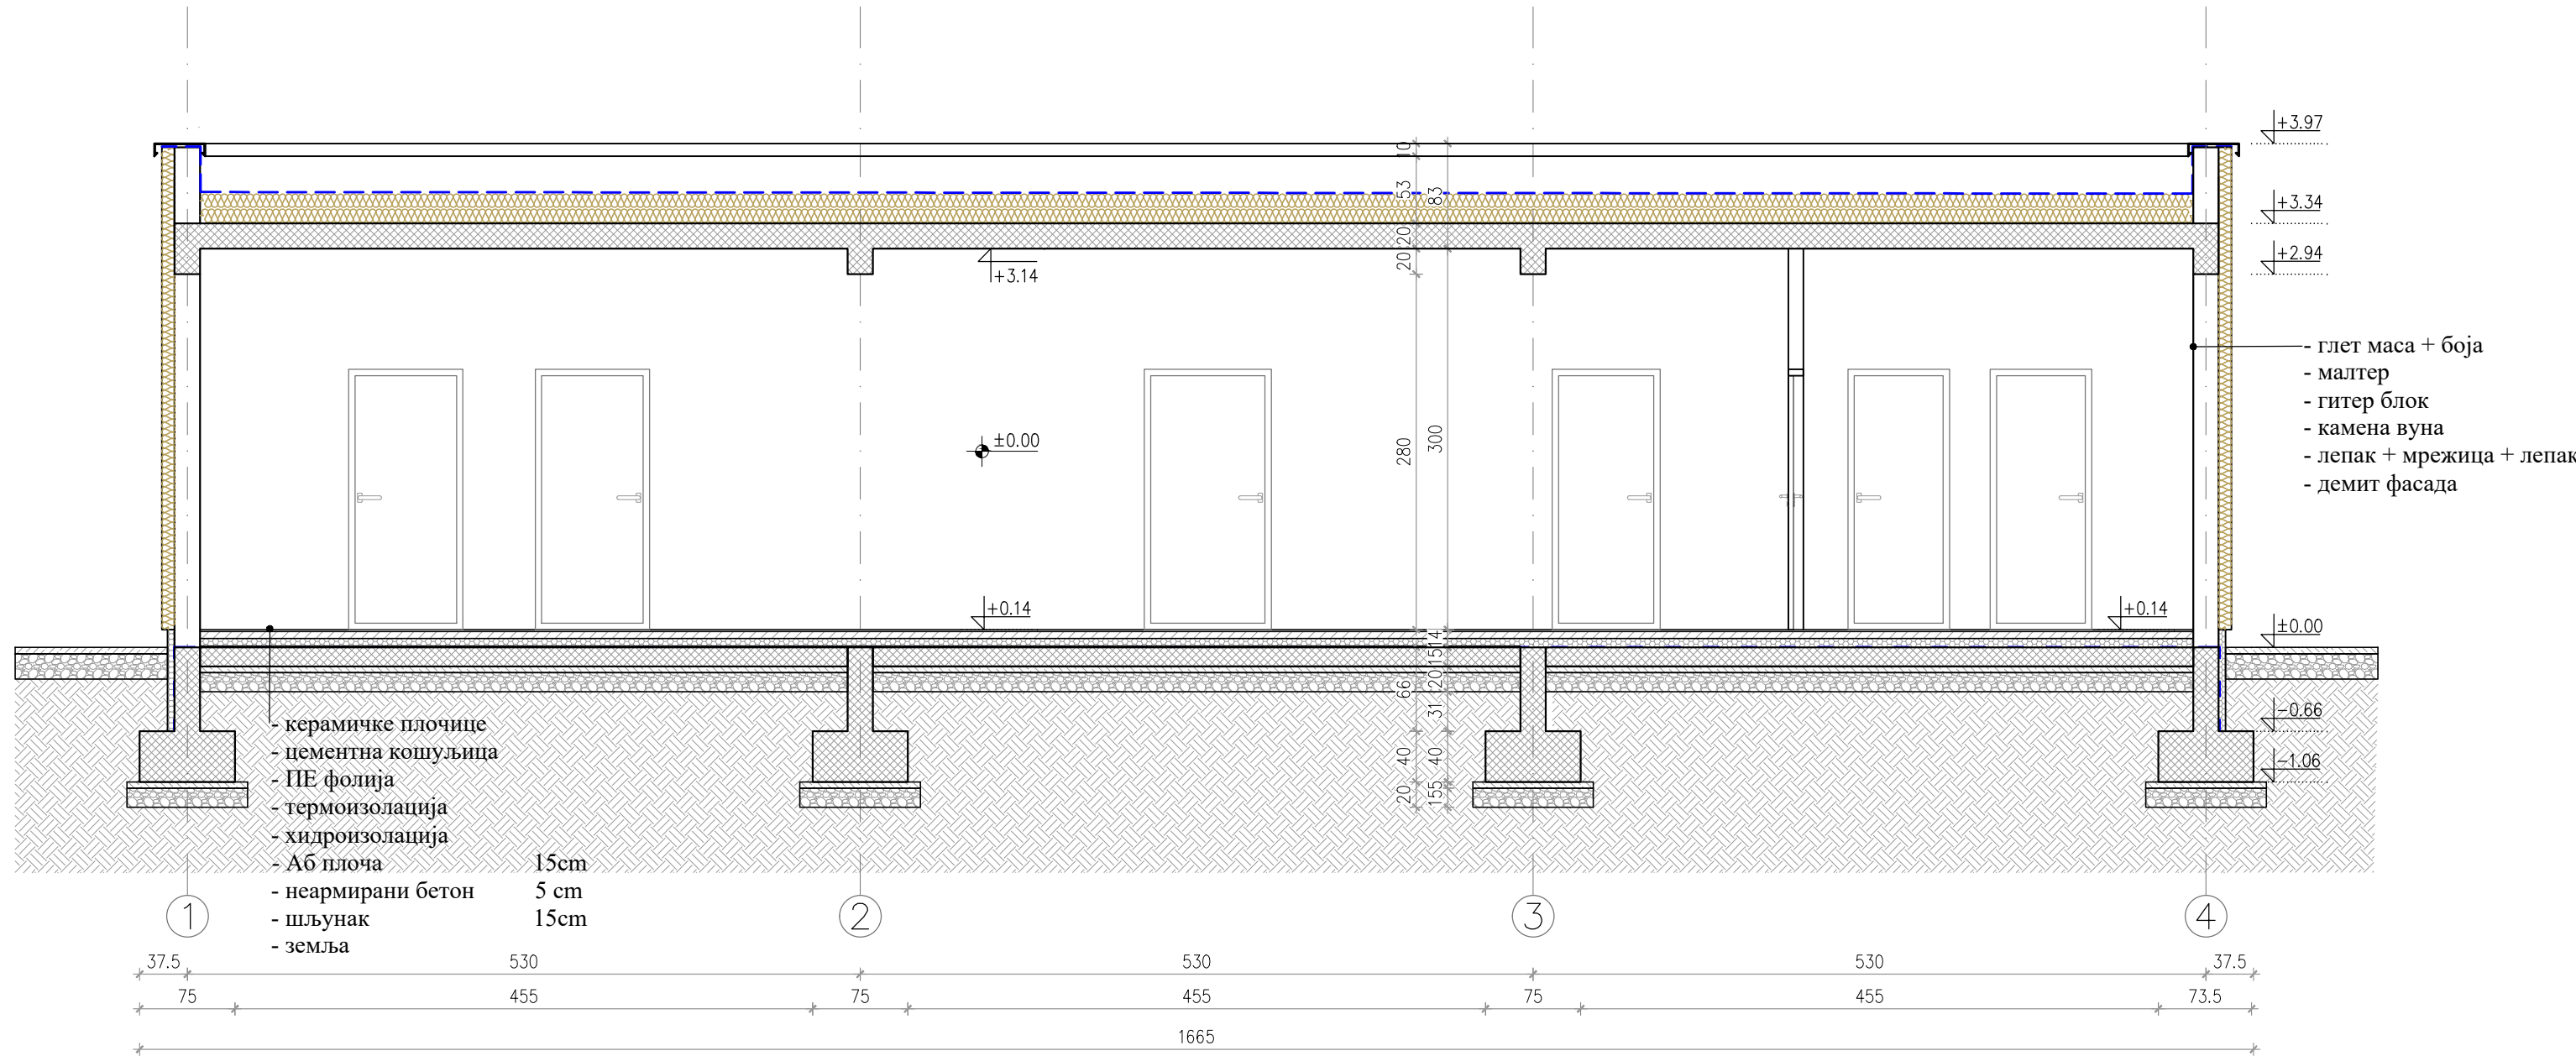 +3.97
10
53
83
+3.34
20
20
+2.94
+3.14
- глет маса + боја
- малтер
- гитер блок
- камена вуна
- лепак + мрежица + лепак
- демит фасада
±0.00
280
300
+0.14
+0.14
±0.00
14
15
15
20
66
31
-0.66
- керамичке плочице
- цементна кошуљица
- ПЕ фолија
- термоизолација
- хидроизолација
- Аб плоча 15cm
- неармирани бетон 5 cm
- шљунак 15cm
- земља
40
40
-1.06
20
155
1
2
3
4
37.5
530
530
530
37.5
75
455
75
455
75
455
73.5
1665